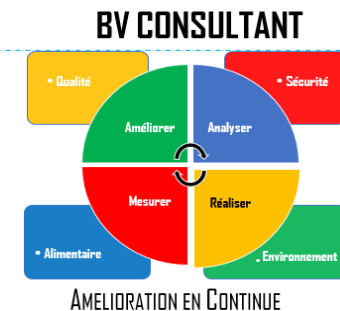 BV CONSULTANT
• Qualité
• Sécurité
Améliorer
Analyser
Mesurer
Réaliser
• Alimentaire
• Environnement
AMELIORATION EN CONTINUE